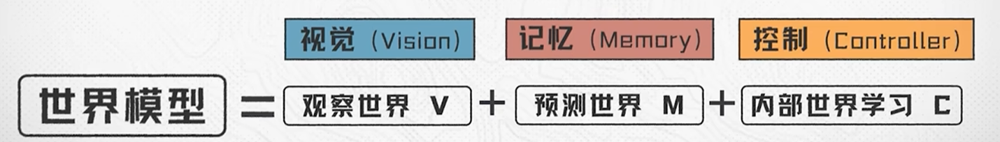 视觉（Vision） 记忆（Memory） 控制（Controller）
世界模型 = 观察世界 V + 预测世界 M + 内部世界学习 C